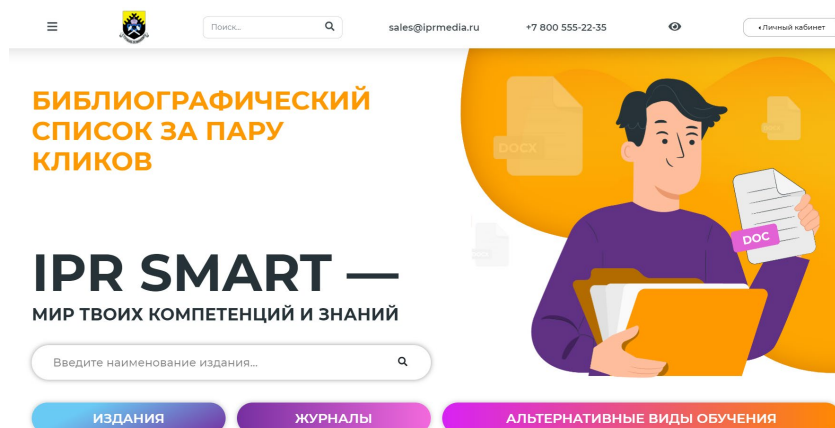 Поиск...
sales@iprmedia.ru
+7 800 555-22-35
Личный кабинет
БИБЛИОГРАФИЧЕСКИЙ
СПИСОК ЗА ПАРУ
КЛИКОВ
DOCX
DOC
IPR SMART —
МИР ТВОИХ КОМПЕТЕНЦИЙ И ЗНАНИЙ
Введите наименование издания...
ИЗДАНИЯ
ЖУРНАЛЫ
АЛЬТЕРНАТИВНЫЕ ВИДЫ ОБУЧЕНИЯ